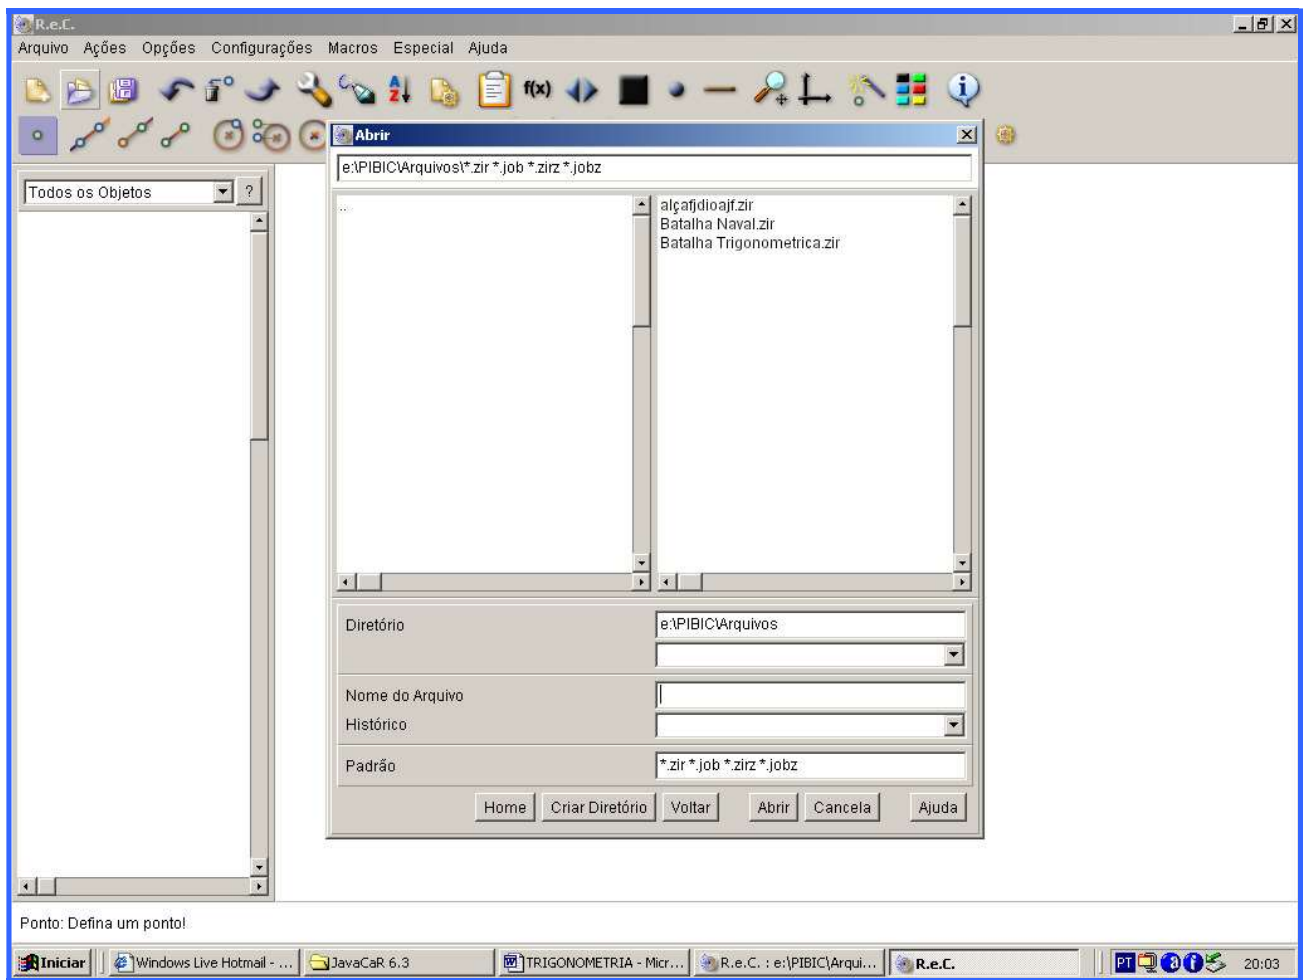 R.e.C.
Arquivo Ações Opções Configurações Macros Especial Ajuda
A
Z
f(x)
Abrir
e:\PIBIC\Arquivos\*.zir *.job *.zirz *.jobz
Todos os Objetos ?
..
alçafjdioajf.zir
Batalha Naval.zir
Batalha Trigonometrica.zir
Diretório e:\PIBIC\Arquivos
Nome do Arquivo
Histórico
Padrão *.zir *.job *.zirz *.jobz
Home Criar Diretório Voltar Abrir Cancela Ajuda
Ponto: Defina um ponto!
Iniciar Windows Live Hotmail - ... JavaCaR 6.3 TRIGONOMETRIA - Micr... R.e.C. : e:\PIBIC\Arqui... R.e.C. PT 20:03